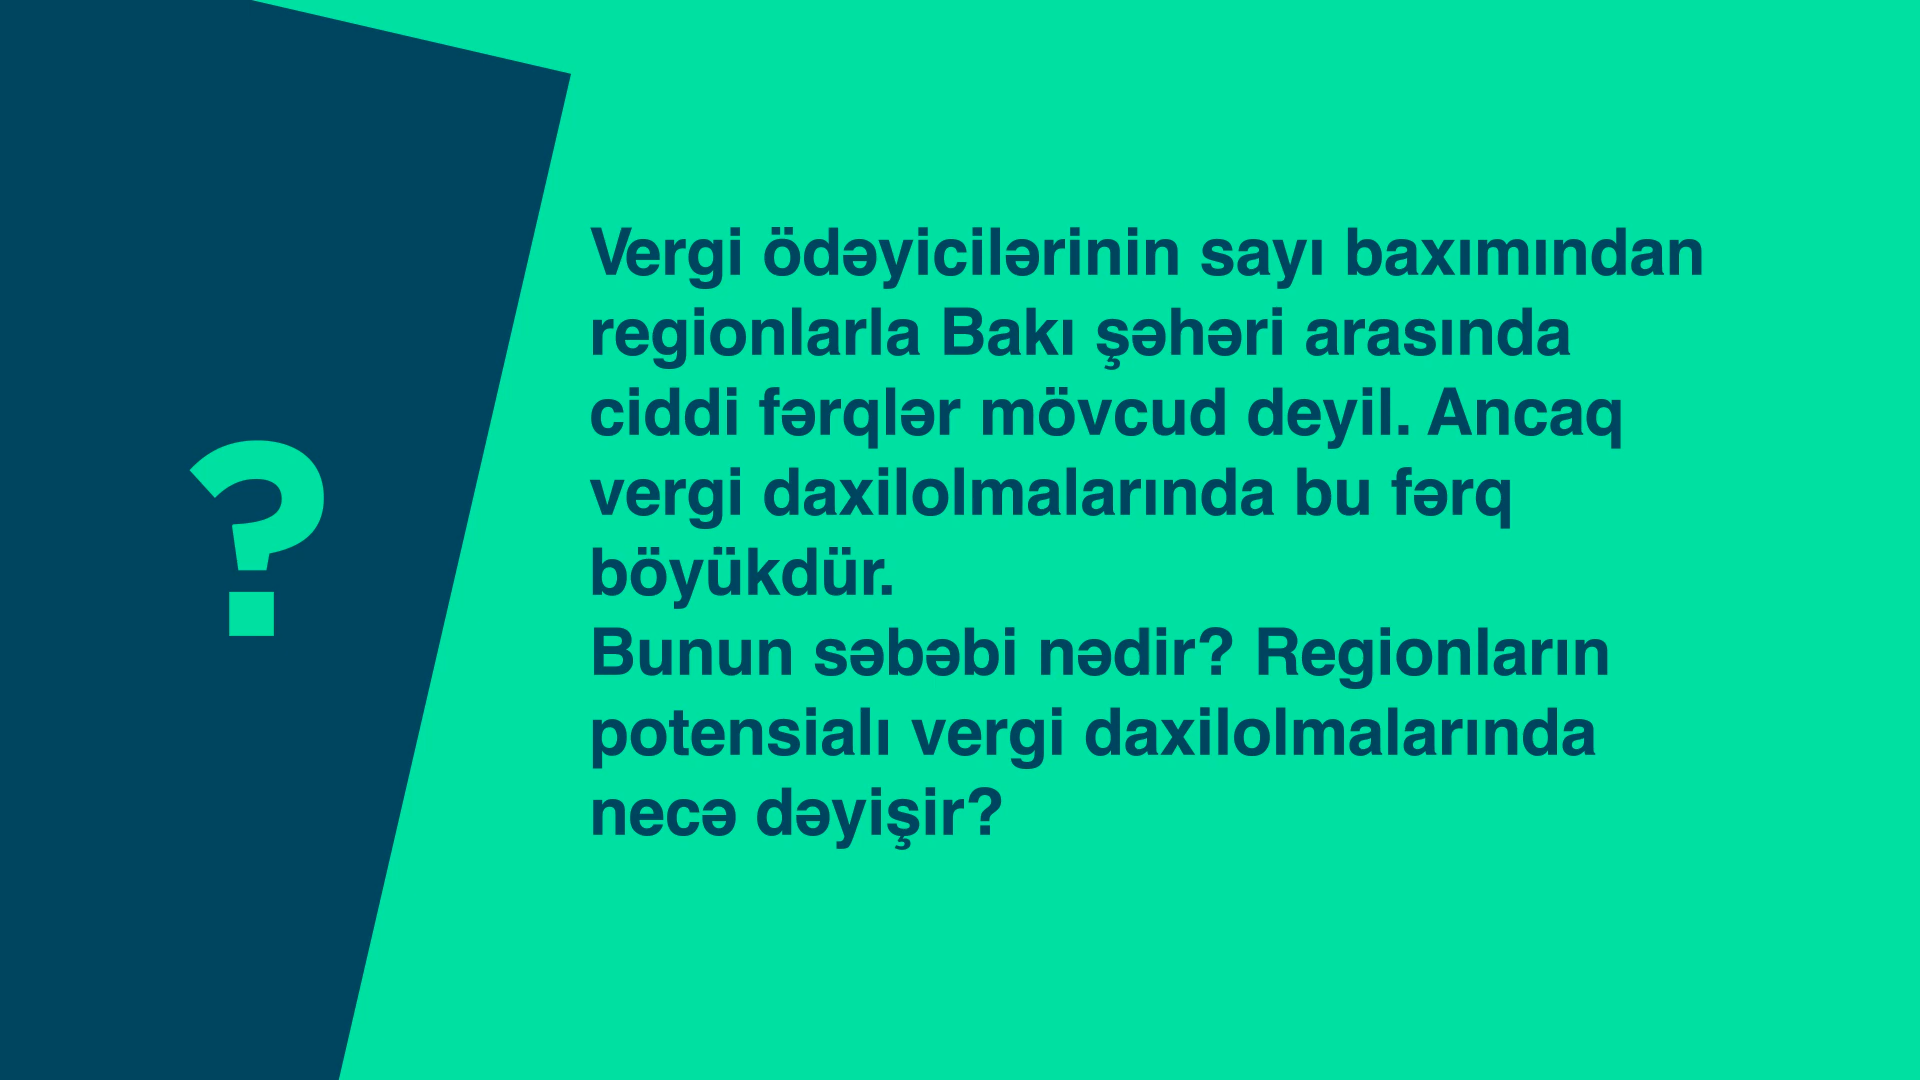 ?
Vergi ödəyicilərinin sayı baxımından
regionlarla Bakı şəhəri arasında
ciddi fərqlər mövcud deyil. Ancaq
vergi daxilolmalarında bu fərq
böyükdür.
Bunun səbəbi nədir? Regionların
potensialı vergi daxilolmalarında
necə dəyişir?